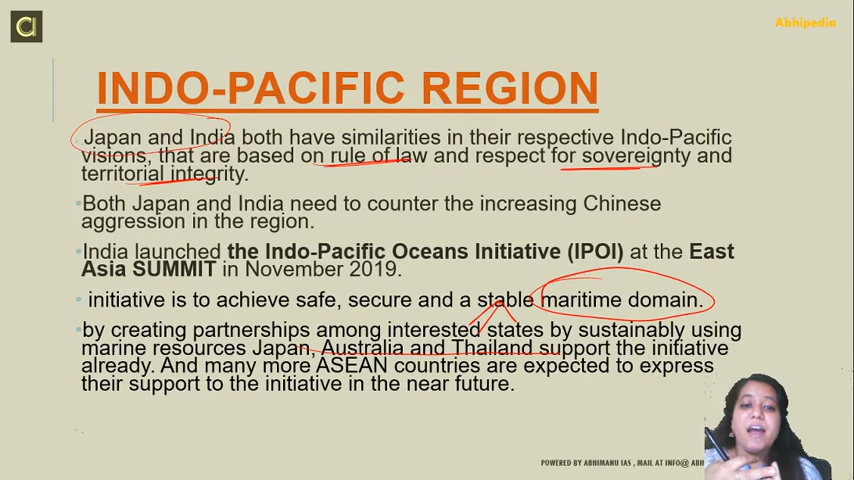 Abhipedia
INDO-PACIFIC REGION
Japan and India both have similarities in their respective Indo-Pacific
visions, that are based on rule of law and respect for sovereignty and
territorial integrity.
•Both Japan and India need to counter the increasing Chinese
aggression in the region.
•India launched the Indo-Pacific Oceans Initiative (IPOI) at the East
Asia SUMMIT in November 2019.
• initiative is to achieve safe, secure and a stable maritime domain.
•by creating partnerships among interested states by sustainably using
marine resources Japan, Australia and Thailand support the initiative
already. And many more ASEAN countries are expected to express
their support to the initiative in the near future.
POWERED BY ABHIMANU IAS , MAIL AT INFO@ ABH